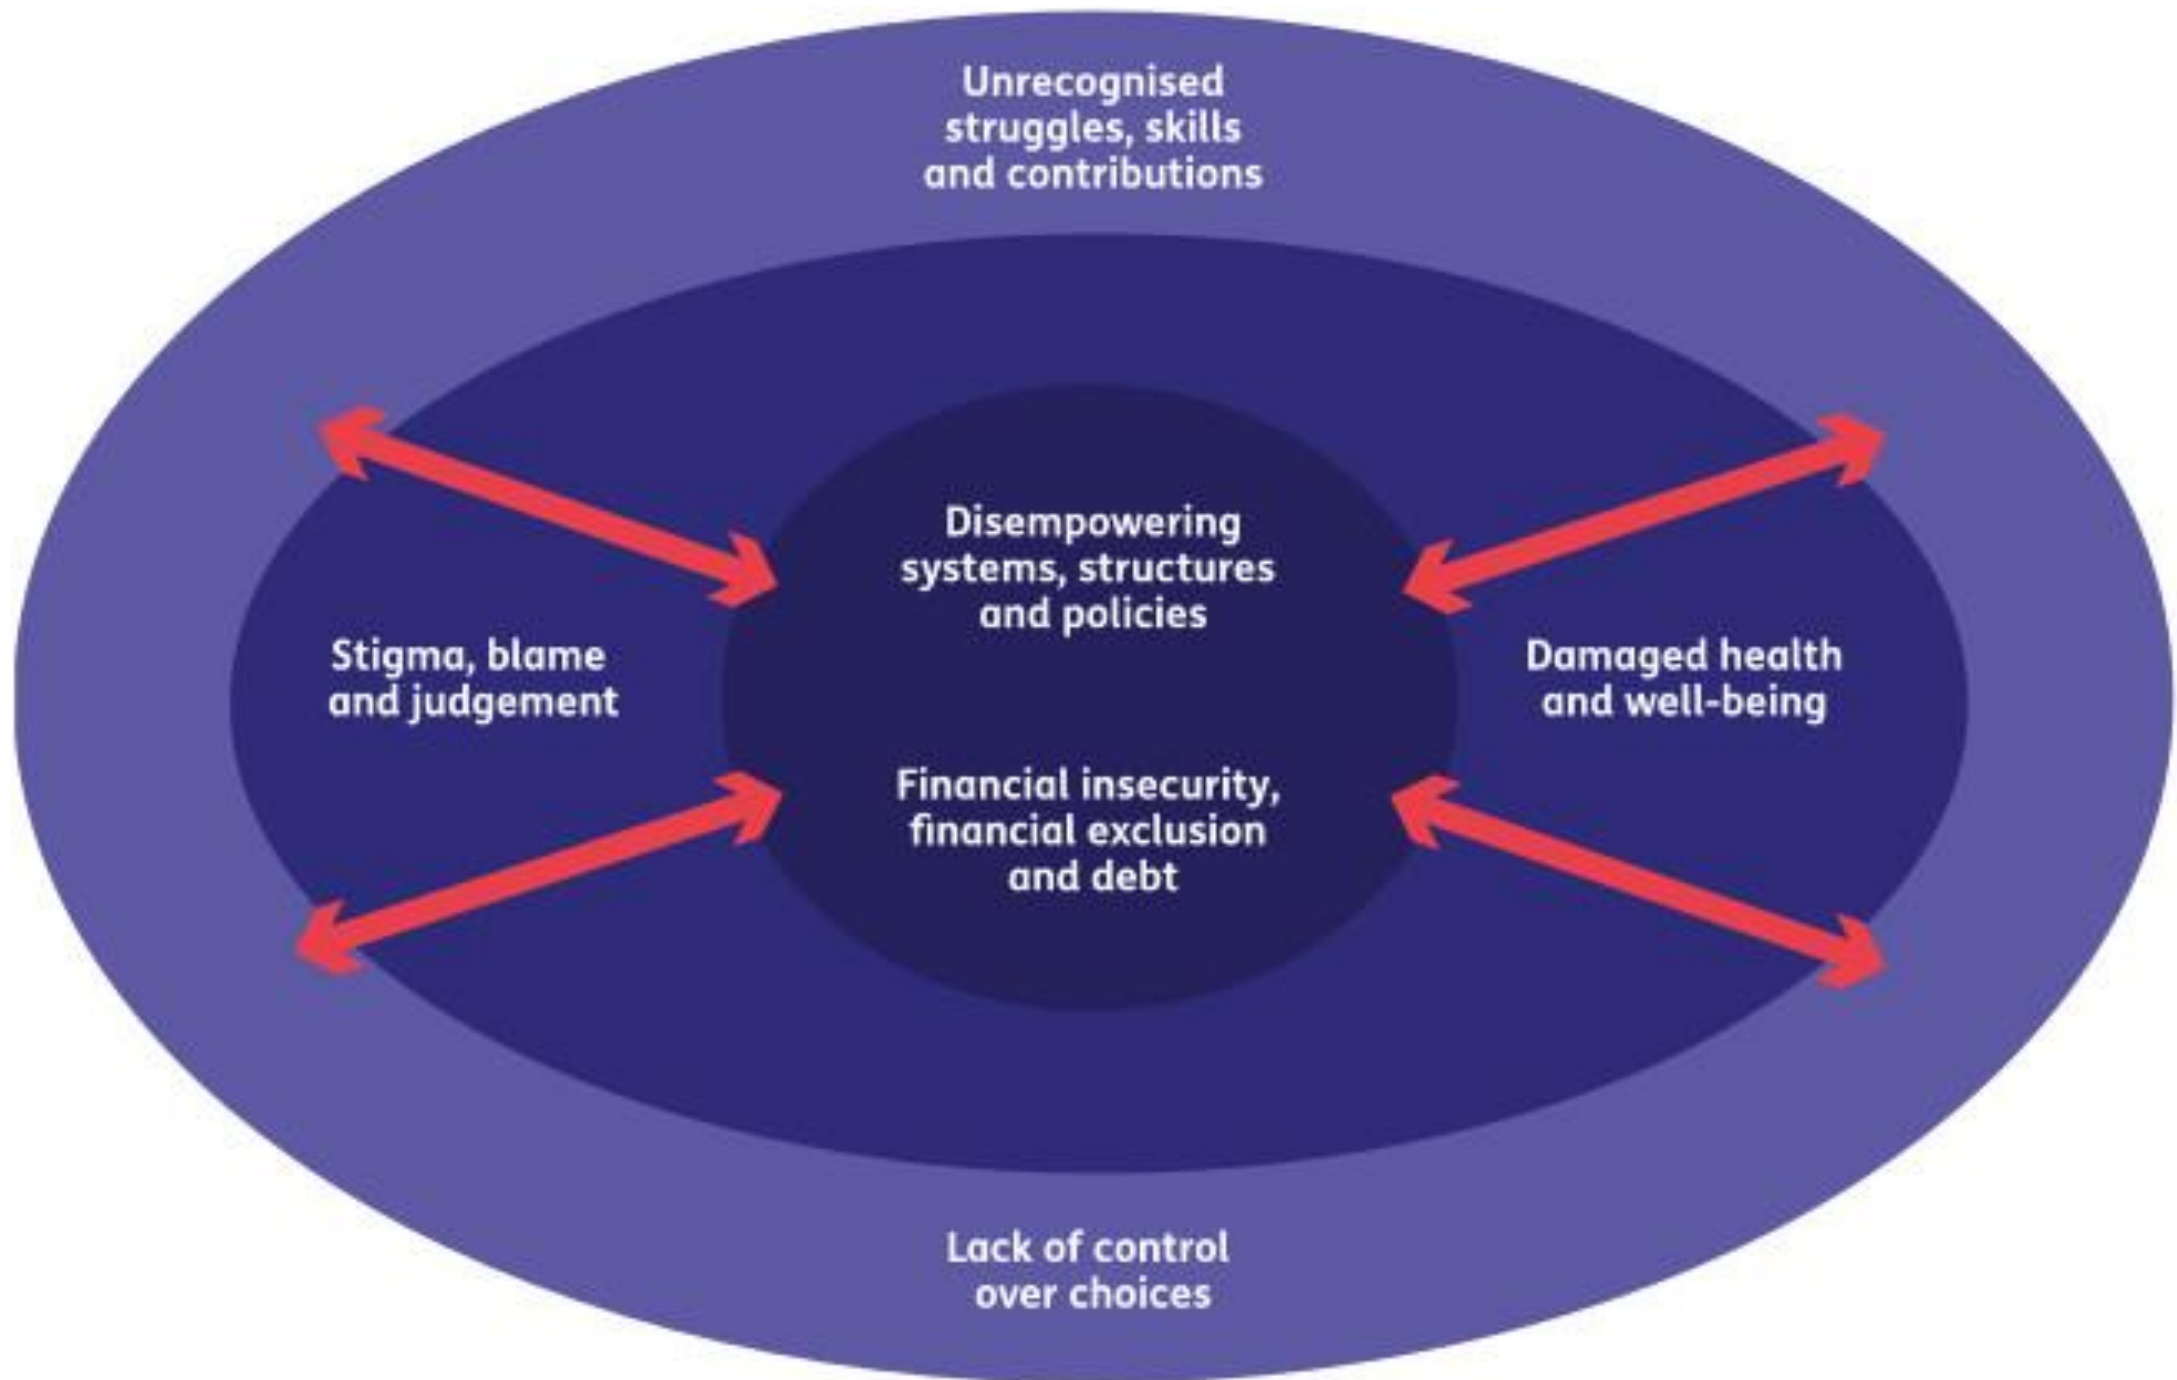 Unrecognised
struggles, skills
and contributions
Disempowering
systems, structures
and policies
Stigma, blame
and judgement
Damaged health
and well-being
Financial insecurity,
financial exclusion
and debt
Lack of control
over choices